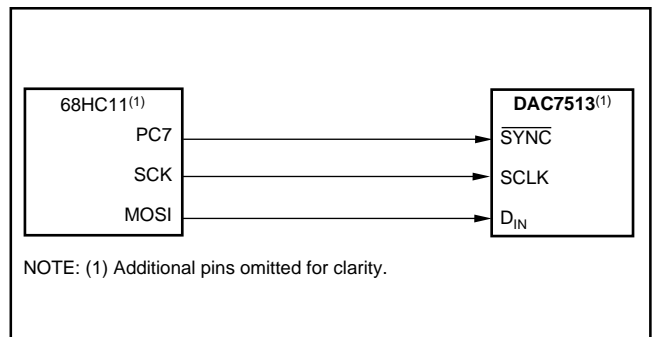 68HC11(1)
PC7
SCK
MOSI
DAC7513(1)
SYNC
SCLK
DIN
NOTE: (1) Additional pins omitted for clarity.